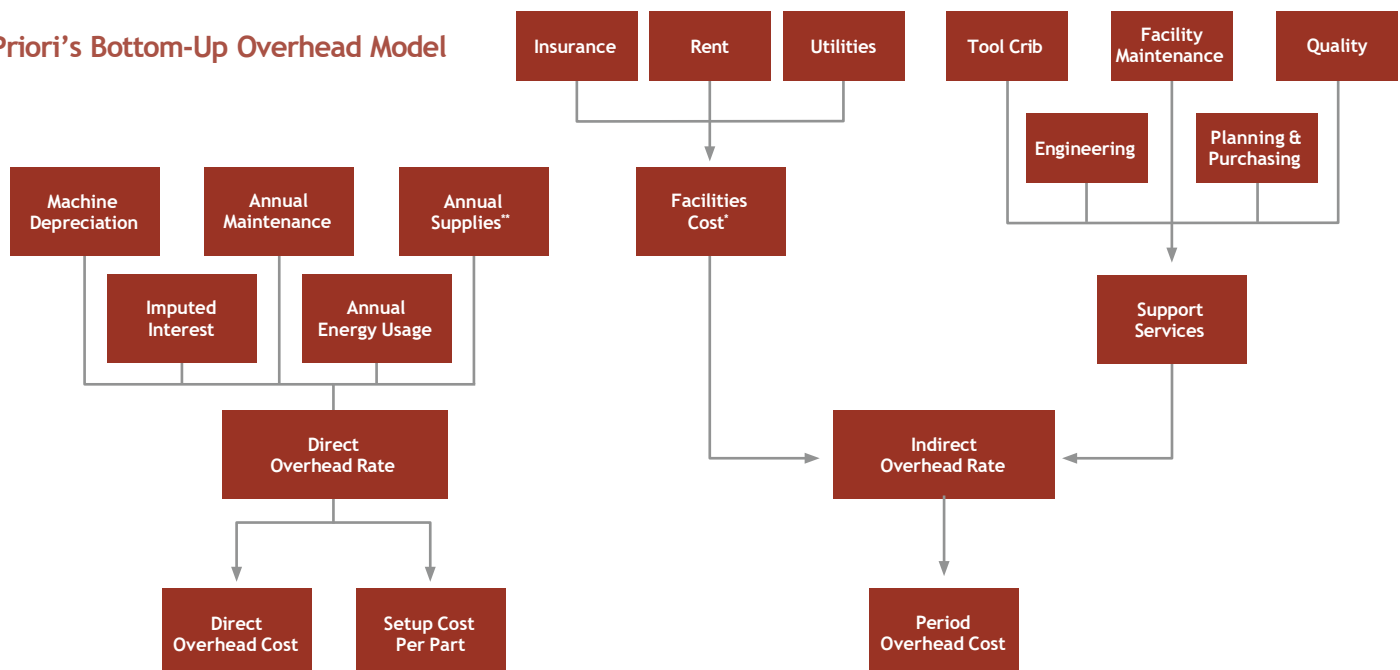 Priori’s Bottom-Up Overhead Model
Insurance
Rent
Utilities
Tool Crib
Facility
Maintenance
Quality
Engineering
Planning &
Purchasing
Machine
Depreciation
Annual
Maintenance
Annual
Supplies**
Facilities
Cost*
Imputed
Interest
Annual
Energy Usage
Support
Services
Direct
Overhead Rate
Indirect
Overhead Rate
Direct
Overhead Cost
Setup Cost
Per Part
Period
Overhead Cost